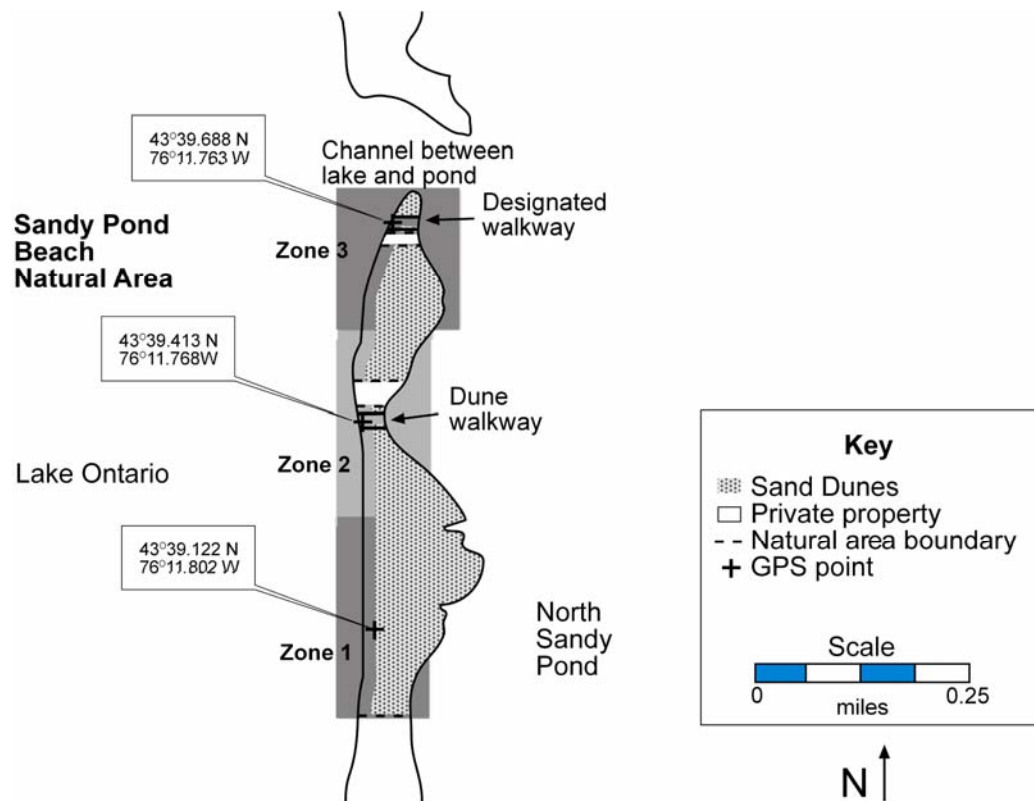 43°39.688 N
76°11.763 W
Channel between
lake and pond
Designated
walkway
Sandy Pond
Beach
Natural Area
Zone 3
43°39.413 N
76°11.768W
Dune
walkway
Zone 2
Lake Ontario
43°39.122 N
76°11.802 W
Zone 1
North
Sandy
Pond
Key
Sand Dunes
Private property
Natural area boundary
GPS point
Scale
0 0.25
miles
N